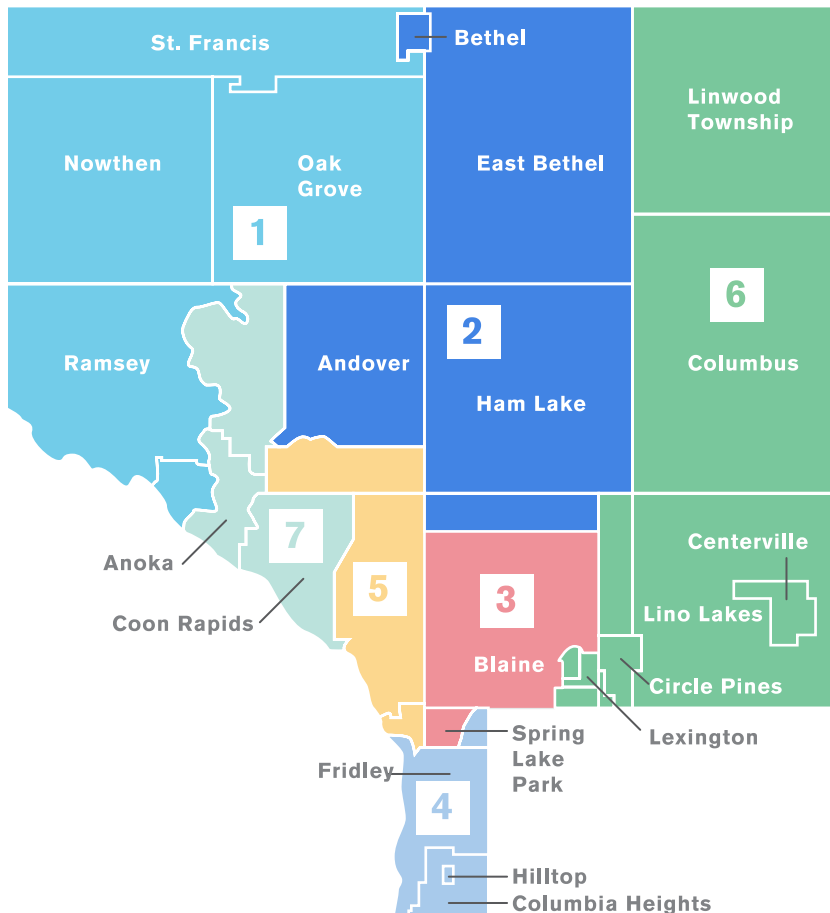 St. Francis
Bethel
Linwood
Township
Nowthen
Oak
Grove
East Bethel
1
6
2
Ramsey
Andover
Columbus
Ham Lake
7
Centerville
Anoka
5
3
Lino Lakes
Coon Rapids
Blaine
Circle Pines
Spring
Lake
Park
Lexington
Fridley
4
Hilltop
Columbia Heights